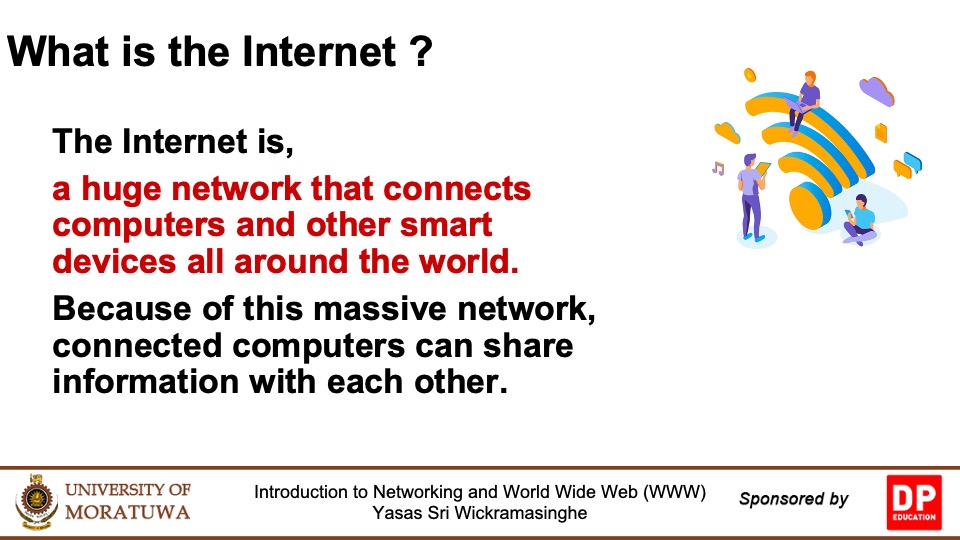 What is the Internet ?
The Internet is,
a huge network that connects
computers and other smart
devices all around the world.
Because of this massive network,
connected computers can share
information with each other.
UNIVERSITY OF
MORATUWA
Introduction to Networking and World Wide Web (WWW)
Yasas Sri Wickramasinghe
Sponsored by
DP
EDUCATION